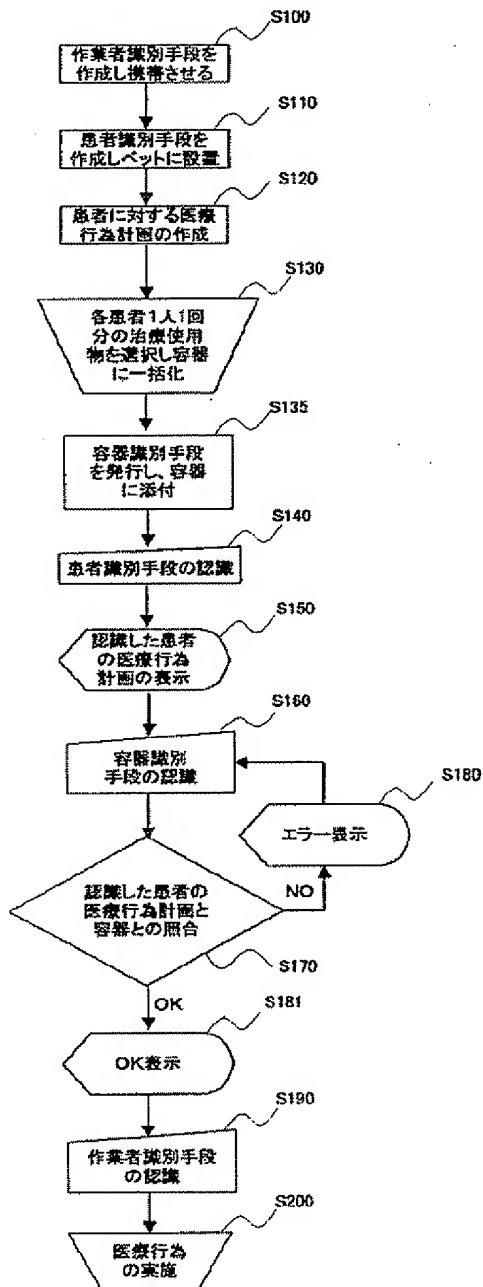 S100
作業者識別手段を
作成し携帯させる
S110
患者識別手段を
作成しベットに設置
S120
患者に対する医療
行為計画の作成
S130
各患者1人1回
分の治療使用
物を選択し容器
に一括化
S135
容器識別手段
を発行し、容器
に添付
S140
患者識別手段の認識
S150
認識した患者
の医療行為
計画の表示
S160
容器識別
手段の認識
S180
エラー表示
認識した患者の
医療行為計画と
容器との照合
NO
S170
OK
S181
OK表示
S190
作業者識別手段
の認識
S200
医療行為
の実施